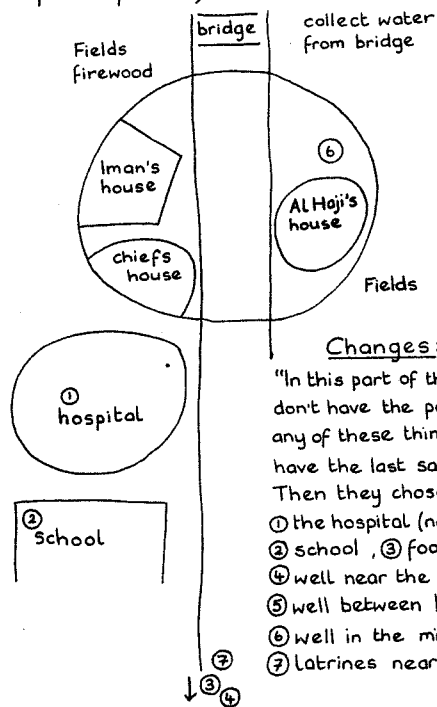 bridge
collect water
from bridge
Fields
firewood
⑥
Iman's
house
Al Haji's
house
chiefs
house
Fields
① 
hospital
②
school
Changes:
"In this part of th
don't have the p
any of these thin
have the last sa
Then they chos
① the hospital (n
② school, ③ foo
④ well near the
⑤ well between
⑥ well in the mi
⑦ Latrines near
⑦
③
④